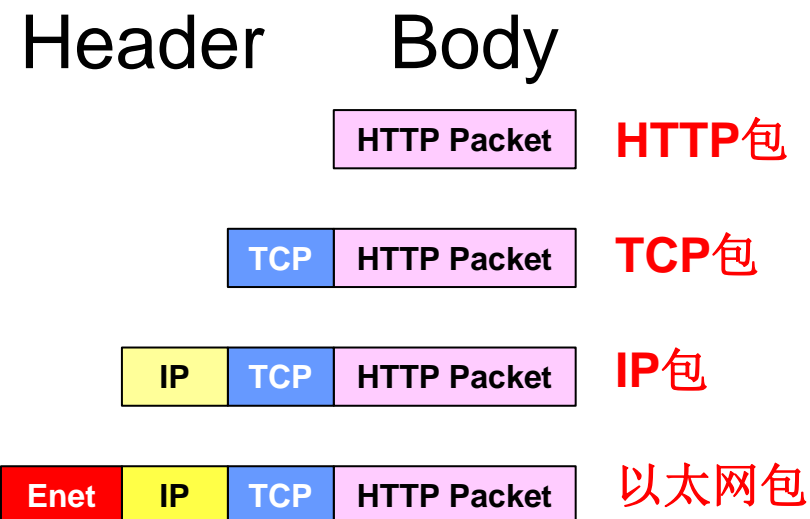 Header Body
HTTP Packet HTTP包
TCP HTTP Packet TCP包
IP TCP HTTP Packet IP包
Enet IP TCP HTTP Packet 以太网包